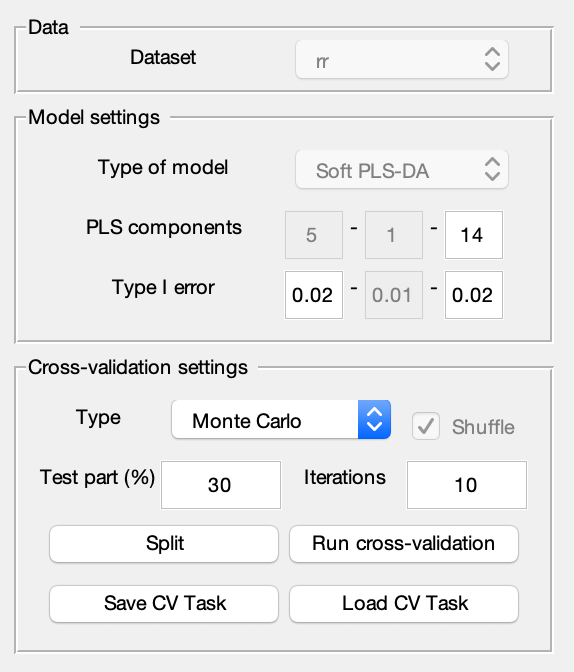 Data
Dataset rr
Model settings
Type of model Soft PLS-DA
PLS components 5 - 1 - 14
Type I error 0.02 - 0.01 - 0.02
Cross-validation settings
Type Monte Carlo Shuffle
Test part (%) 30 Iterations 10
Split Run cross-validation
Save CV Task Load CV Task